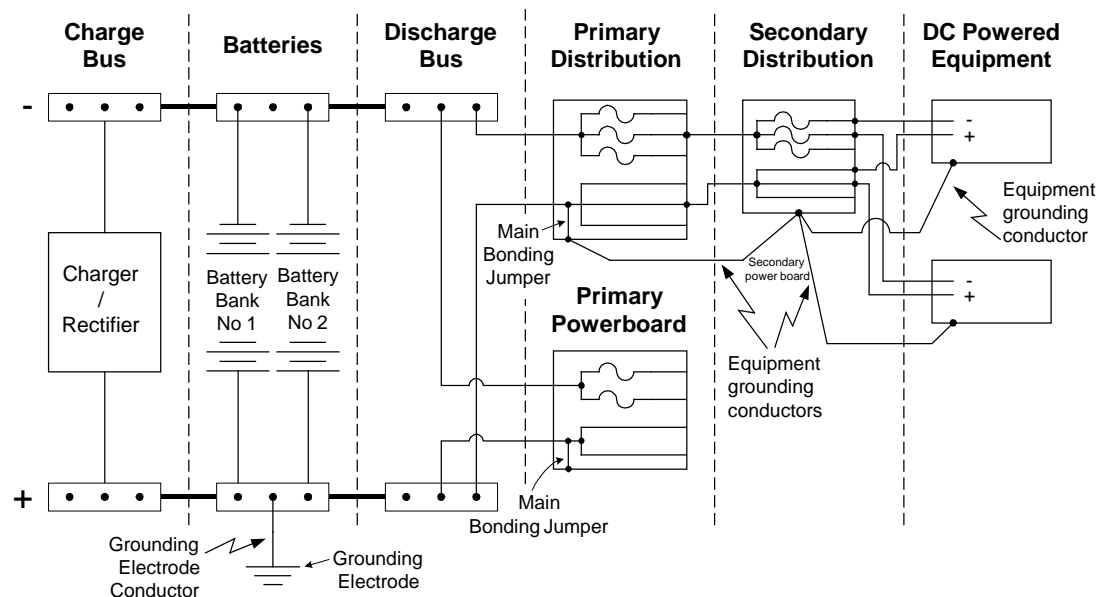 Charge
Bus
Batteries
Discharge
Bus
Primary
Distribution
Secondary
Distribution
DC Powered
Equipment
-
-
+
Main
Bonding
Jumper
Equipment
grounding
conductor
Charger
/
Rectifier
Battery
Bank
No 1
Battery
Bank
No 2
Secondary
power board
-
+
Primary
Powerboard
Equipment
grounding
conductors
+
Main
Bonding Jumper
Grounding
Electrode
Conductor
Grounding
Electrode